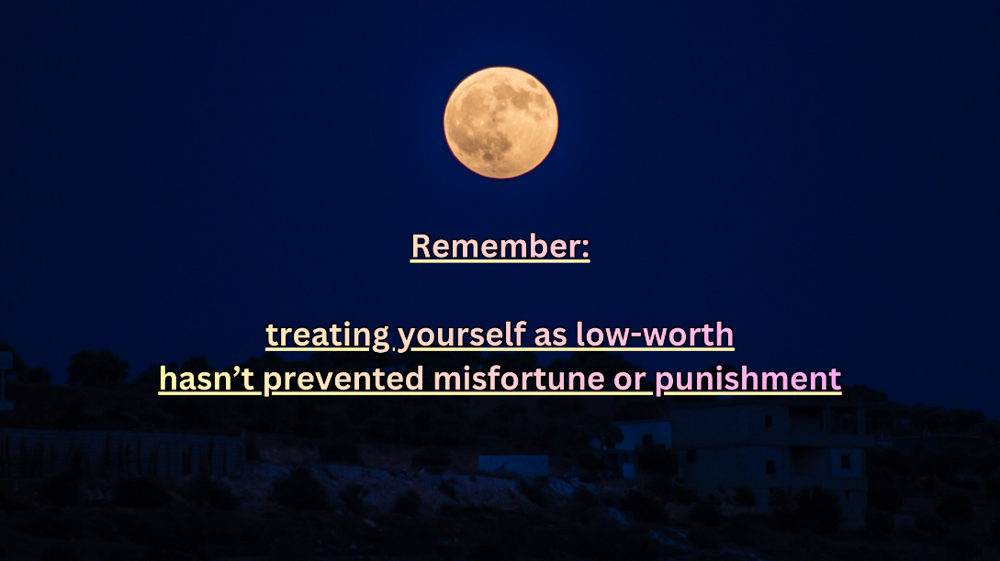 Remember:
treating yourself as low-worth
hasn’t prevented misfortune or punishment